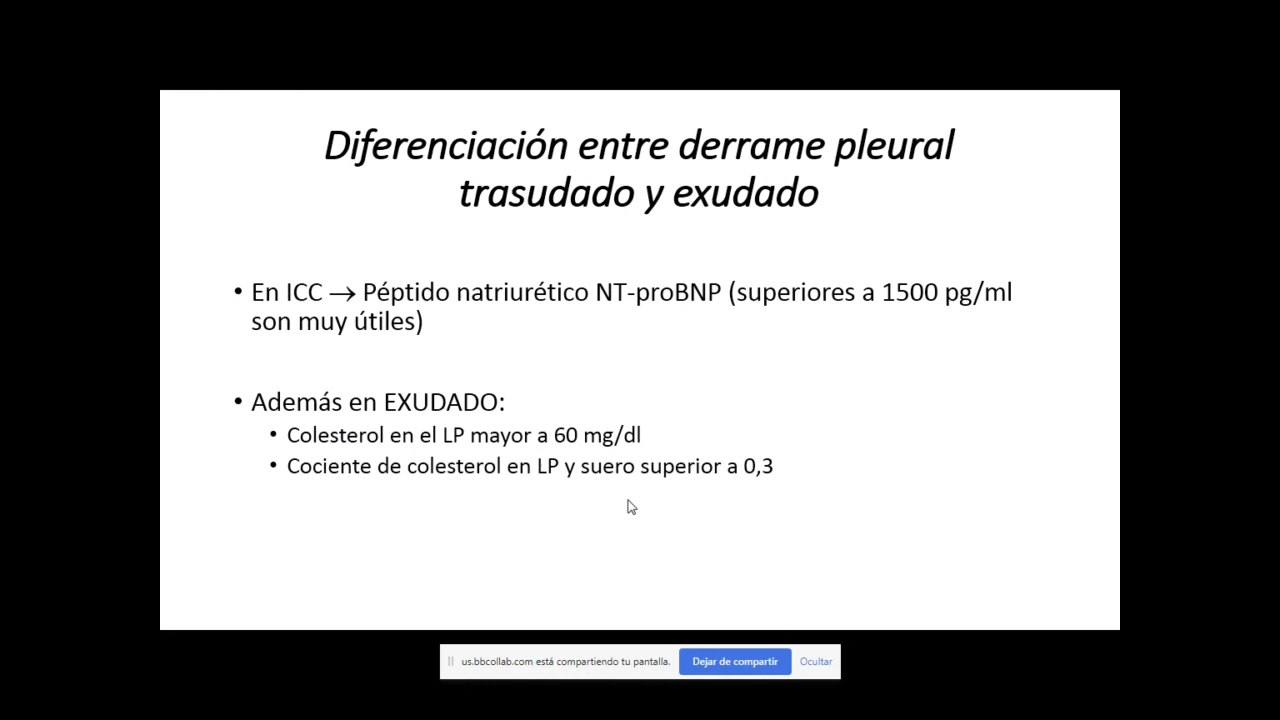 Diferenciación entre derrame pleural
trasudado y exudado
• En ICC → Péptido natriurético NT-proBNP (superiores a 1500 pg/ml
son muy útiles)
• Además en EXUDADO:
• Colesterol en el LP mayor a 60 mg/dl
• Cociente de colesterol en LP y suero superior a 0,3
us.bbcollab.com está compartiendo tu pantalla. Dejar de compartir Ocultar